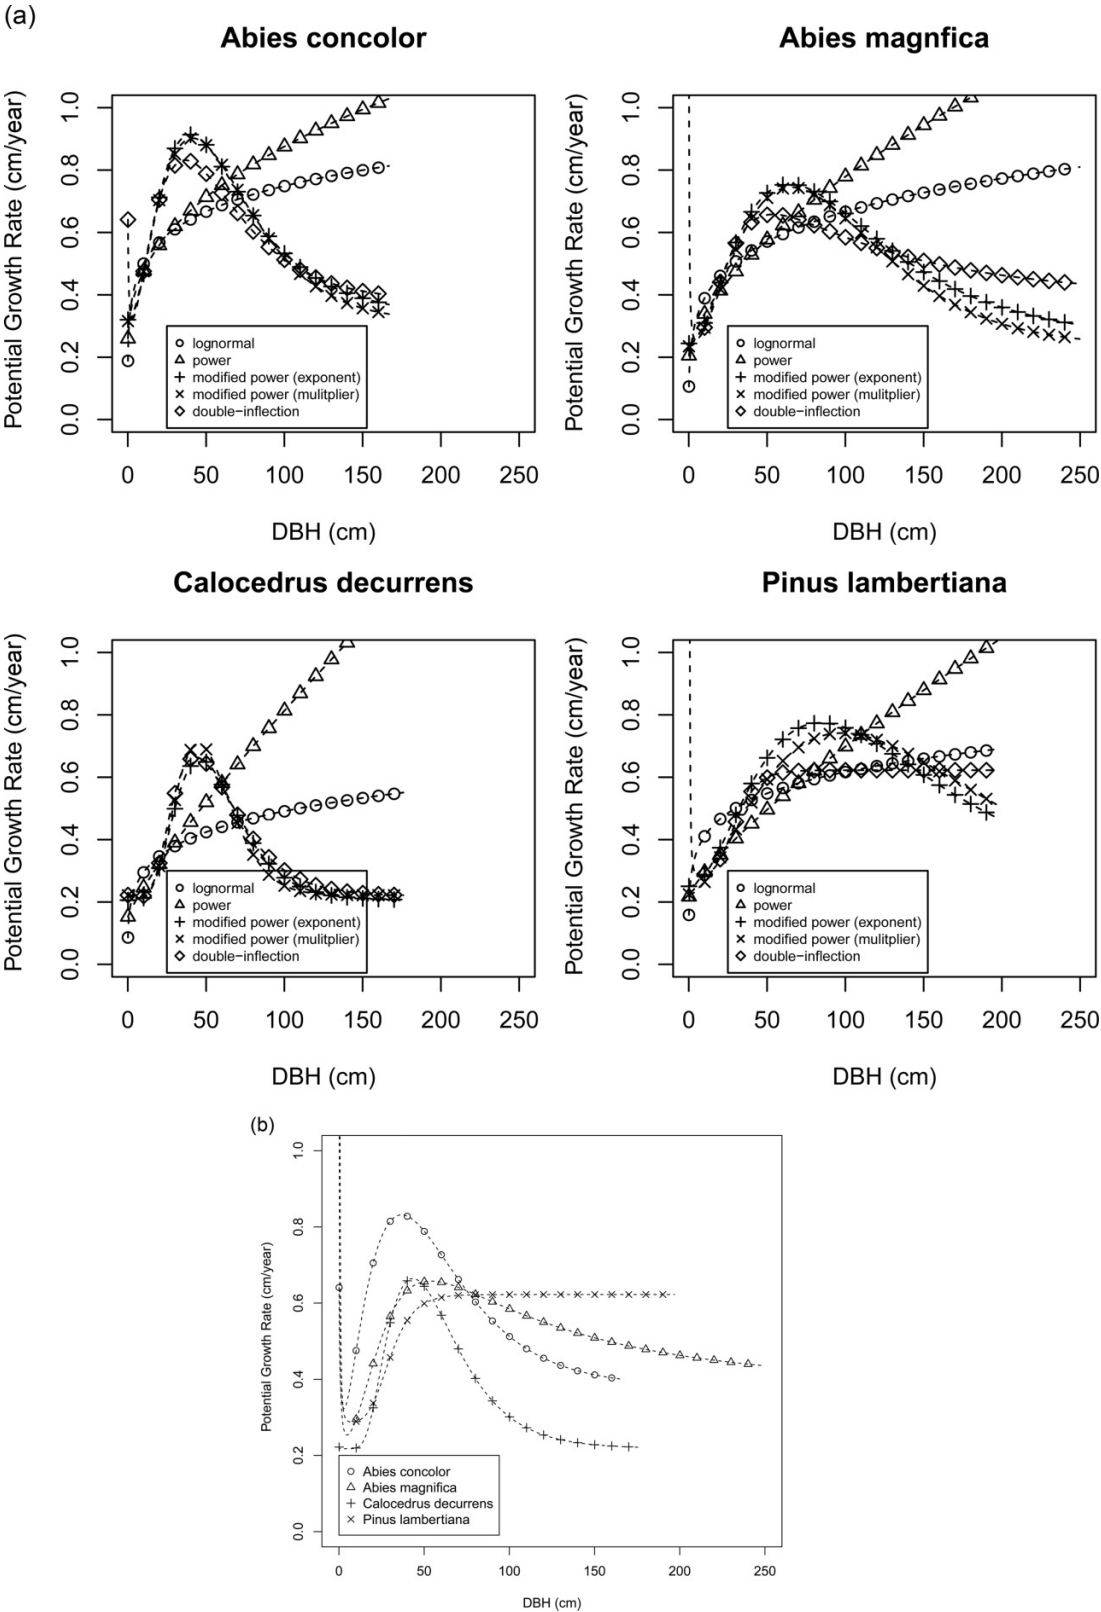 (a)
Abies concolor
Potential Growth Rate (cm/year)
1.0
0.8
0.6
0.4
0.2
0.0
lognormal
power
modified power (exponent)
modified power (mulitplier)
double−inflection
0 50 100 150 200 250
DBH (cm)
Abies magnfica
Potential Growth Rate (cm/year)
1.0
0.8
0.6
0.4
0.2
0.0
lognormal
power
modified power (exponent)
modified power (mulitplier)
double−inflection
0 50 100 150 200 250
DBH (cm)
Calocedrus decurrens
Potential Growth Rate (cm/year)
1.0
0.8
0.6
0.4
0.2
0.0
lognormal
power
modified power (exponent)
modified power (mulitplier)
double−inflection
0 50 100 150 200 250
DBH (cm)
Pinus lambertiana
Potential Growth Rate (cm/year)
1.0
0.8
0.6
0.4
0.2
0.0
lognormal
power
modified power (exponent)
modified power (mulitplier)
double−inflection
0 50 100 150 200 250
DBH (cm)
(b)
Potential Growth Rate (cm/year)
1.0
0.8
0.6
0.4
0.2
0.0
Abies concolor
Abies magnifica
Calocedrus decurrens
Pinus lambertiana
0 50 100 150 200 250
DBH (cm)